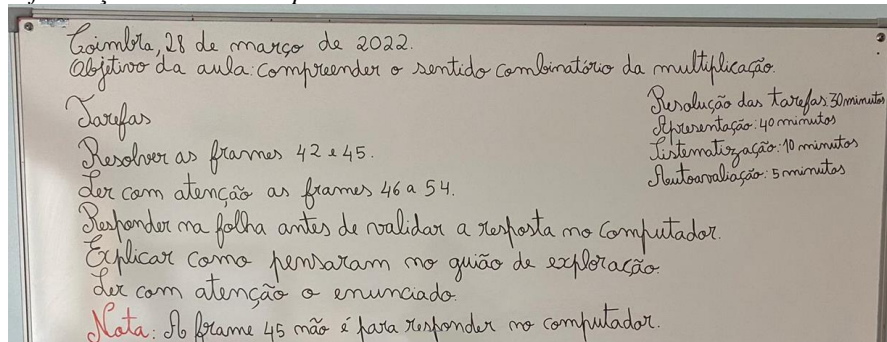 Coimbra, 28 de março de 2022.
Objetivo da aula: compreender o sentido combinatório da multiplicação.
Tarefas
Resolver as frames 42 e 45.
Ler com atenção as frames 46 a 54.
Responder na folha antes de validar a resposta no computador.
Explicar como pensaram no guião de exploração.
Ler com atenção o enunciado.
Nota: A frame 45 não é para responder no computador.
Resolução das tarefas: 30 minutos
Apresentação: 40 minutos
Sistematização: 10 minutos
Autoavaliação: 5 minutos